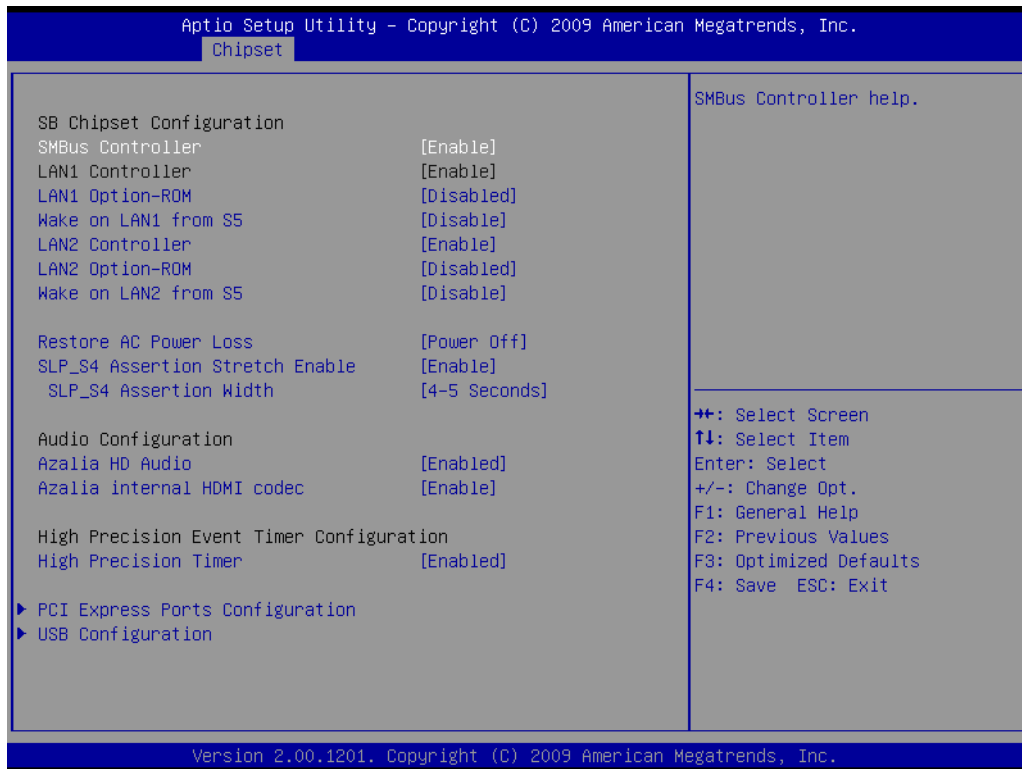 Aptio Setup Utility – Copyright (C) 2009 American Megatrends, Inc.
Chipset
SB Chipset Configuration
SMBus Controller [Enable]
LAN1 Controller [Enable]
LAN1 Option-ROM [Disabled]
Wake on LAN1 from S5 [Disable]
LAN2 Controller [Enable]
LAN2 Option-ROM [Disabled]
Wake on LAN2 from S5 [Disable]
Restore AC Power Loss [Power Off]
SLP_S4 Assertion Stretch Enable [Enable]
SLP_S4 Assertion Width [4-5 Seconds]
Audio Configuration
Azalia HD Audio [Enabled]
Azalia internal HDMI codec [Enable]
High Precision Event Timer Configuration
High Precision Timer [Enabled]
PCI Express Ports Configuration
USB Configuration
SMBus Controller help.
→←: Select Screen
↑↓: Select Item
Enter: Select
+/-: Change Opt.
F1: General Help
F2: Previous Values
F3: Optimized Defaults
F4: Save ESC: Exit
Version 2.00.1201. Copyright (C) 2009 American Megatrends, Inc.